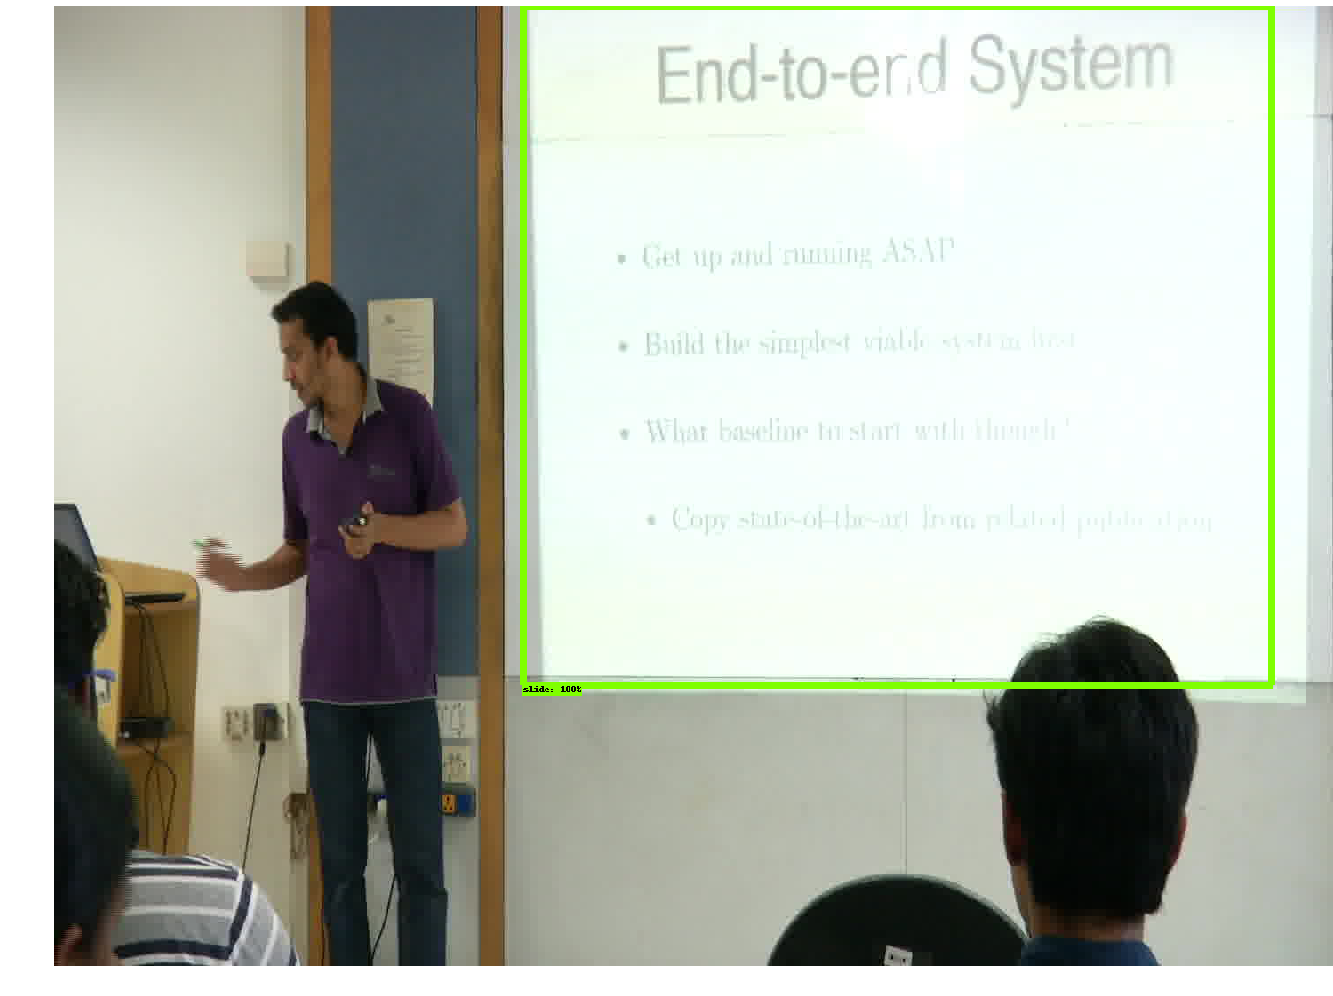 End-to-end System
• Get up and running ASAP
• Build the simplest viable system first
• What baseline to start with though?
• Copy state-of-the-art from related publication
slide: 100%